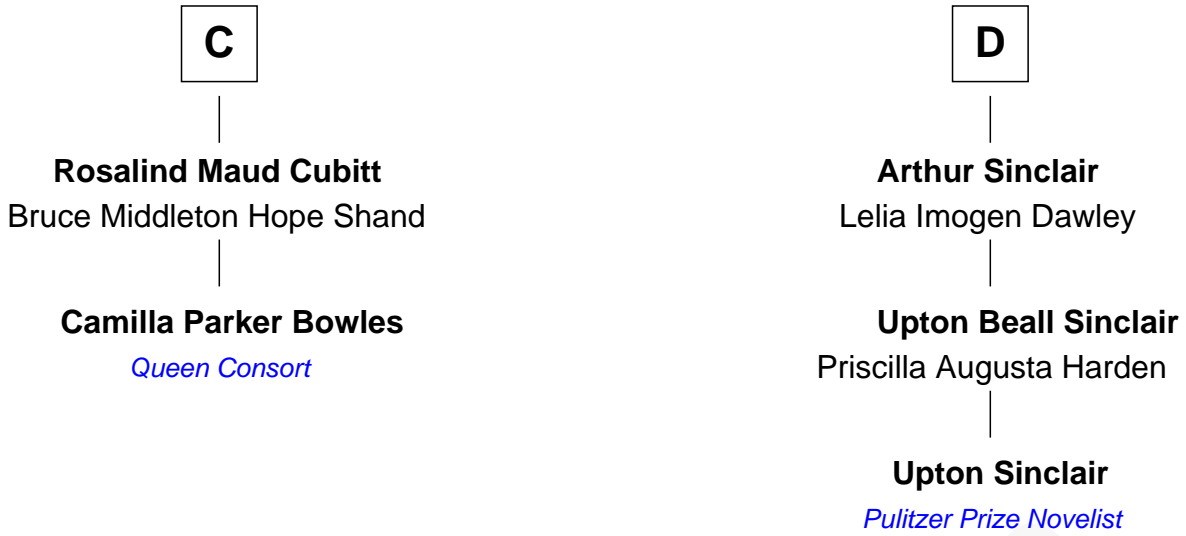 C
Rosalind Maud Cubitt
Bruce Middleton Hope Shand
Camilla Parker Bowles
Queen Consort
D
Arthur Sinclair
Lelia Imogen Dawley
Upton Beall Sinclair
Priscilla Augusta Harden
Upton Sinclair
Pulitzer Prize Novelist